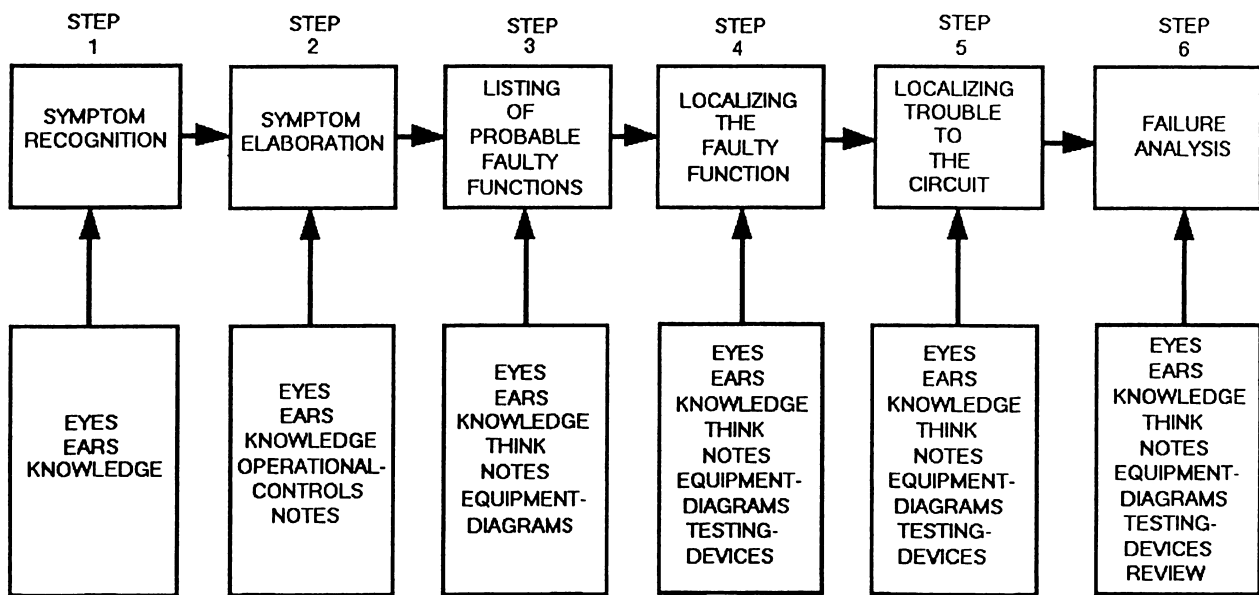 STEP
1
STEP
2
STEP
3
STEP
4
STEP
5
STEP
6
SYMPTOM
RECOGNITION
SYMPTOM
ELABORATION
LISTING
OF
PROBABLE
FAULTY
FUNCTIONS
LOCALIZING
THE
FAULTY
FUNCTION
LOCALIZING
TROUBLE
TO
THE
CIRCUIT
FAILURE
ANALYSIS
EYES
EARS
KNOWLEDGE
EYES
EARS
KNOWLEDGE
OPERATIONAL-
CONTROLS
NOTES
EYES
EARS
KNOWLEDGE
THINK
NOTES
EQUIPMENT-
DIAGRAMS
EYES
EARS
KNOWLEDGE
THINK
NOTES
EQUIPMENT-
DIAGRAMS
TESTING-
DEVICES
EYES
EARS
KNOWLEDGE
THINK
NOTES
EQUIPMENT-
DIAGRAMS
TESTING-
DEVICES
EYES
EARS
KNOWLEDGE
THINK
NOTES
EQUIPMENT-
DIAGRAMS
TESTING-
DEVICES
REVIEW